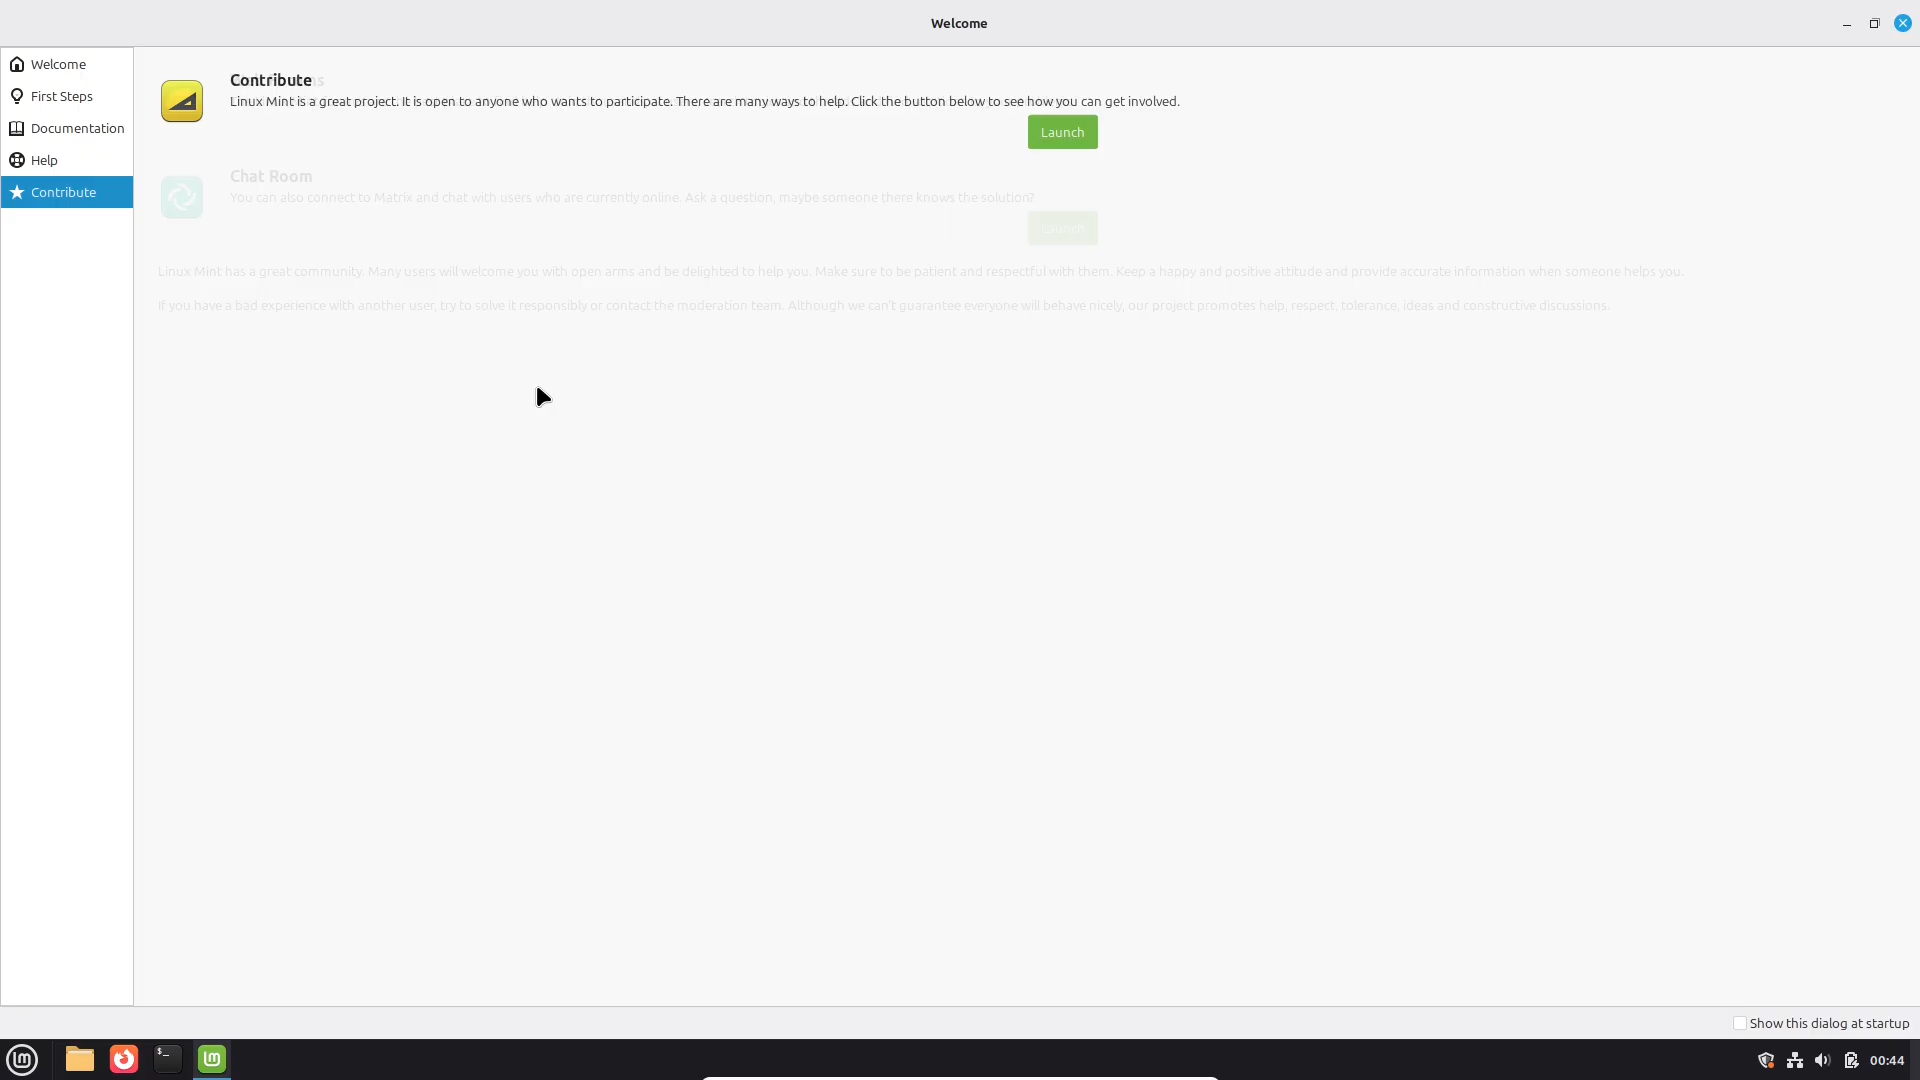 Welcome
Welcome
First Steps
Documentation
Help
Contribute
Contribute
Linux Mint is a great project. It is open to anyone who wants to participate. There are many ways to help. Click the button below to see how you can get involved.
Launch
Chat Room
You can also connect to Matrix and chat with users who are currently online. Ask a question, maybe someone there knows the solution?
Launch
Linux Mint has a great community. Many users will welcome you with open arms and be delighted to help you. Make sure to be patient and respectful with them. Keep a happy and positive attitude and provide accurate information when someone helps you.
If you have a bad experience with another user, try to solve it responsibly or contact the moderation team. Although we can't guarantee everyone will behave nicely, our project promotes help, respect, tolerance, ideas and constructive discussions.
Show this dialog at startup
$_
00:44